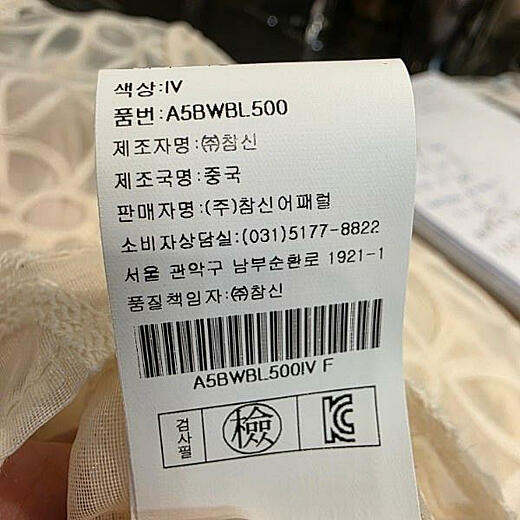 색상:IV
품번:A5BWBL500
제조자명:㈜참신
제조국명:중국
판매자명:(주)참신어패럴
소비자상담실:(031)5177-8822
서울 관악구 남부순환로 1921-1
품질책임자:㈜참신
A5BWBL500IV F
검사필 檢 KC